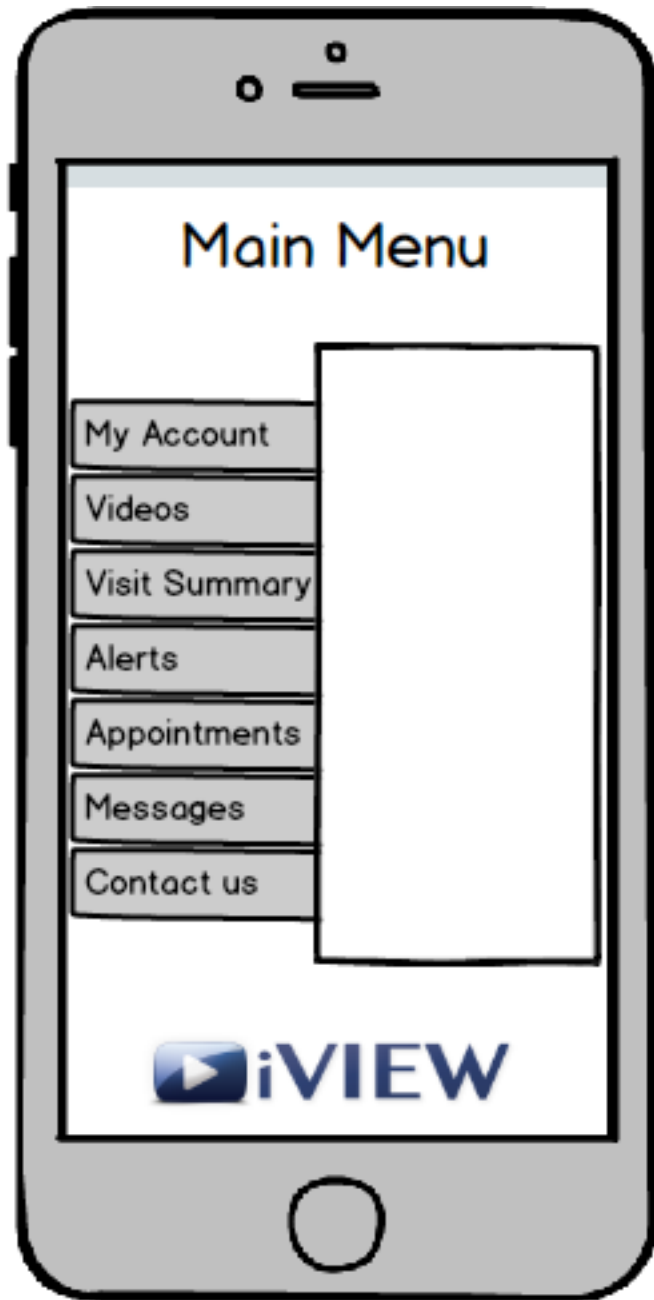 Main Menu
My Account
Videos
Visit Summary
Alerts
Appointments
Messages
Contact us
iVIEW